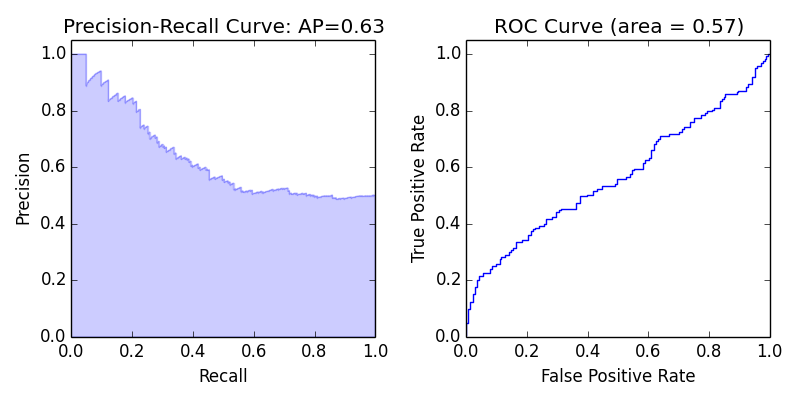 Precision-Recall Curve: AP=0.63
1.0
0.8
0.6
0.4
0.2
0.0
Precision
0.0 0.2 0.4 0.6 0.8 1.0
Recall
ROC Curve (area = 0.57)
1.0
0.8
0.6
0.4
0.2
0.0
True Positive Rate
0.0 0.2 0.4 0.6 0.8 1.0
False Positive Rate